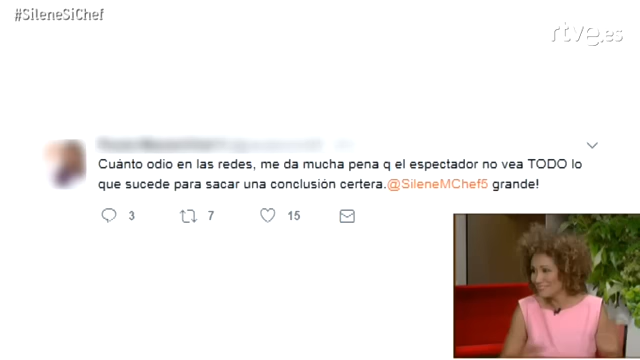 #SileneSiChef
rtve.es
Cuánto odio en las redes, me da mucha pena q el espectador no vea TODO lo
que sucede para sacar una conclusión certera.@SileneMChef5 grande!
3 7 15